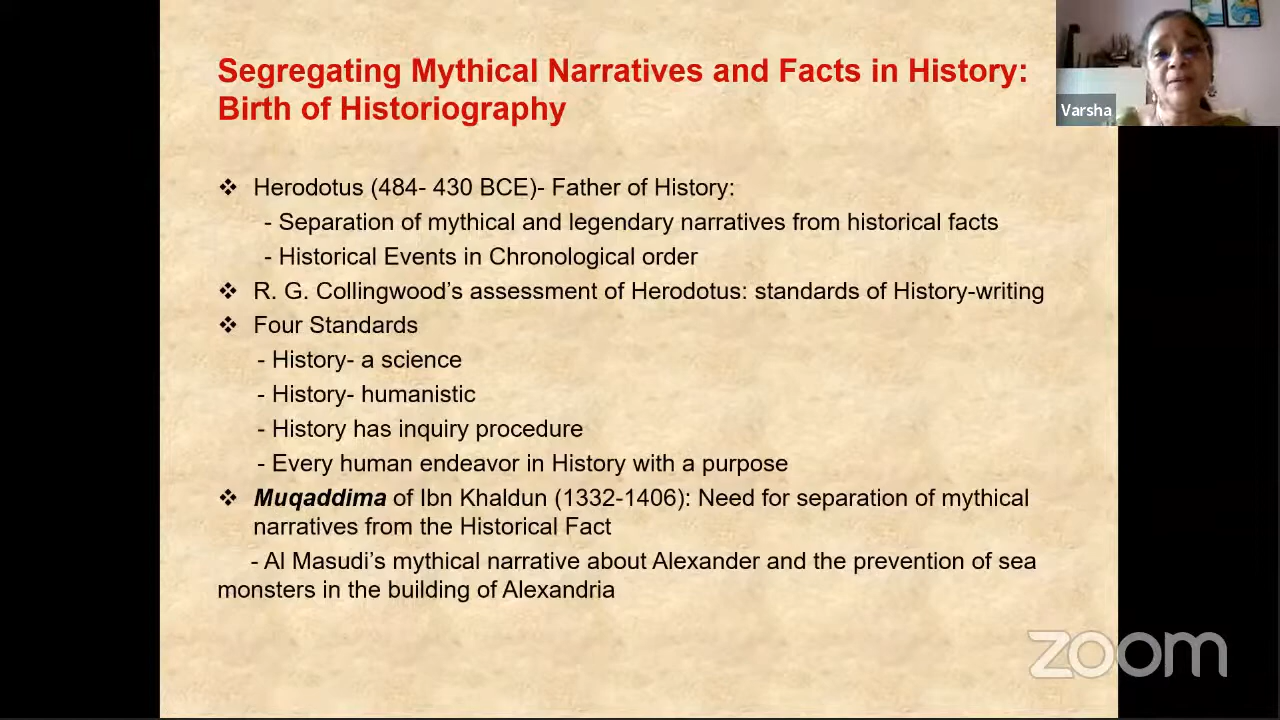 Segregating Mythical Narratives and Facts in History:
Birth of Historiography
Varsha
❖ Herodotus (484- 430 BCE)- Father of History:
- Separation of mythical and legendary narratives from historical facts
- Historical Events in Chronological order
❖ R. G. Collingwood’s assessment of Herodotus: standards of History-writing
❖ Four Standards
- History- a science
- History- humanistic
- History has inquiry procedure
- Every human endeavor in History with a purpose
❖ Muqaddima of Ibn Khaldun (1332-1406): Need for separation of mythical
narratives from the Historical Fact
- Al Masudi’s mythical narrative about Alexander and the prevention of sea
monsters in the building of Alexandria
zoom